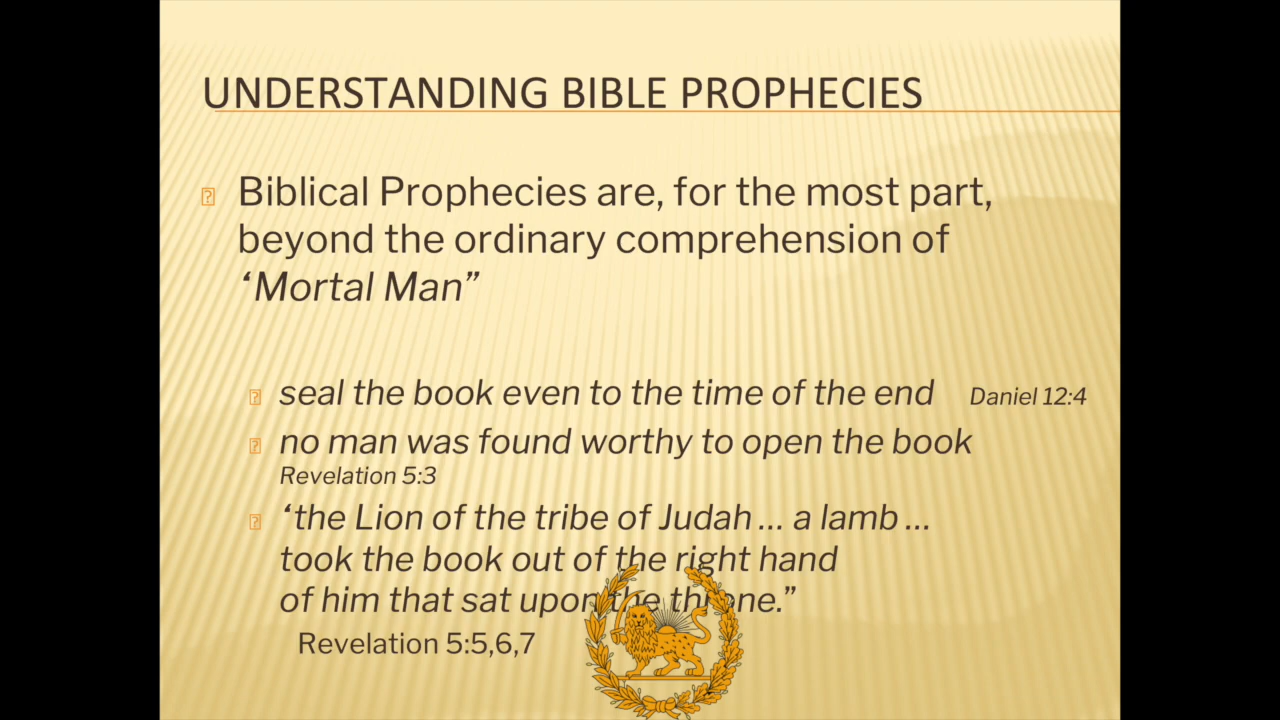 UNDERSTANDING BIBLE PROPHECIES
Biblical Prophecies are, for the most part,
beyond the ordinary comprehension of
‘Mortal Man”
seal the book even to the time of the end Daniel 12:4
no man was found worthy to open the book
Revelation 5:3
‘the Lion of the tribe of Judah ... a lamb ...
took the book out of the right hand
of him that sat upon the throne.”
Revelation 5:5,6,7